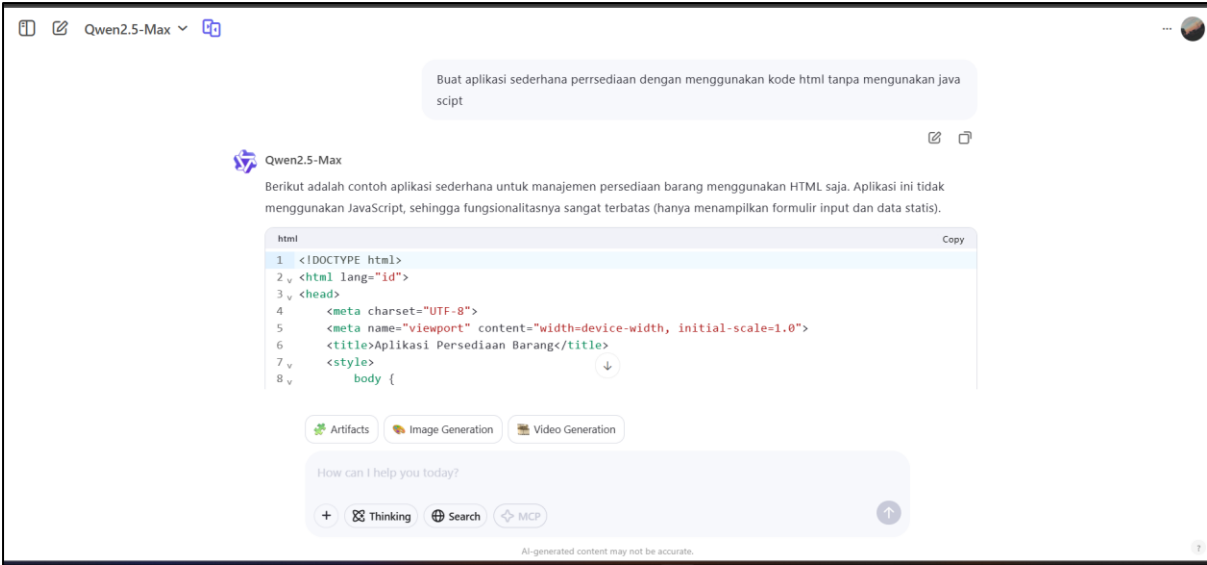 Qwen2.5-Max
Buat aplikasi sederhana perrsediaan dengan menggunakan kode html tanpa mengunakan java
scipt
Qwen2.5-Max
Berikut adalah contoh aplikasi sederhana untuk manajemen persediaan barang menggunakan HTML saja. Aplikasi ini tidak
menggunakan JavaScript, sehingga fungsionalitasnya sangat terbatas (hanya menampilkan formulir input dan data statis).
html Copy
1 <!DOCTYPE html>
2 <html lang="id">
3 <head>
4 <meta charset="UTF-8">
5 <meta name="viewport" content="width=device-width, initial-scale=1.0">
6 <title>Aplikasi Persediaan Barang</title>
7 <style>
8 body {
Artifacts Image Generation Video Generation
How can I help you today?
+ Thinking Search MCP
AI-generated content may not be accurate.
?